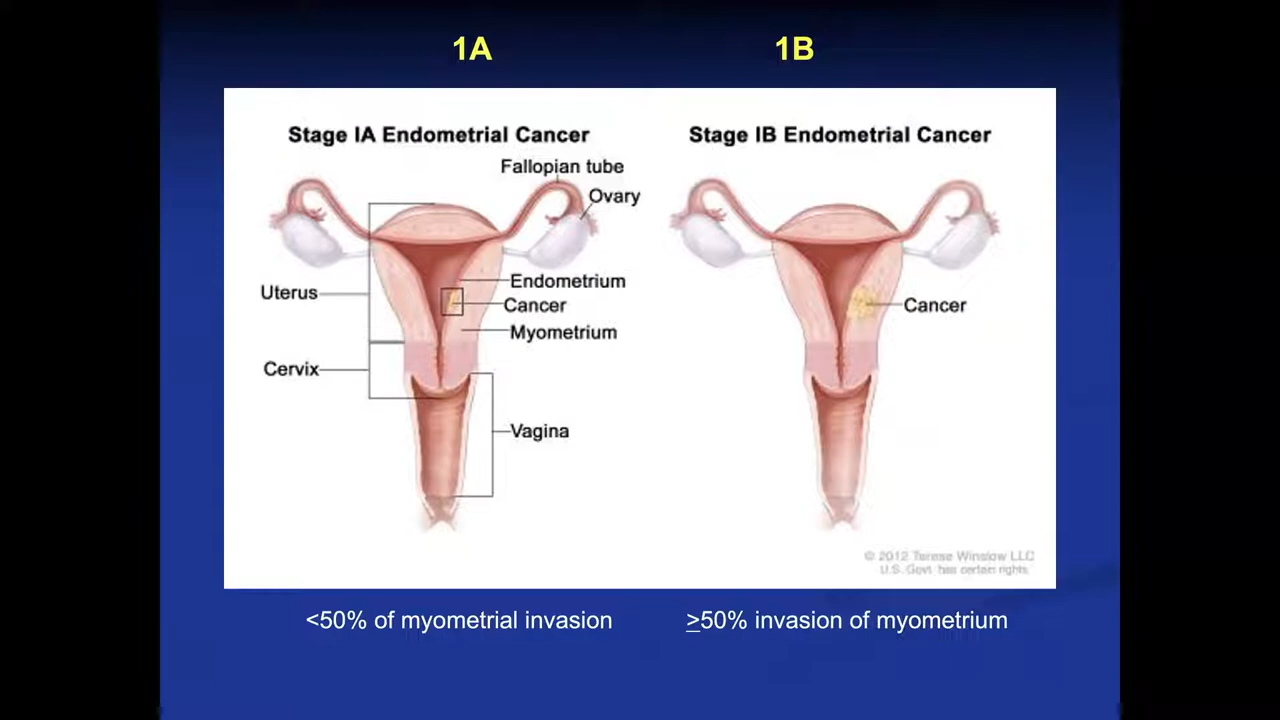 1A
1B
Stage IA Endometrial Cancer
Stage IB Endometrial Cancer
Fallopian tube
Ovary
Uterus
Endometrium
Cancer
Myometrium
Cervix
Vagina
Cancer
© 2012 Terese Winslow LLC
U.S. Govt. has certain rights
<50% of myometrial invasion
≥50% invasion of myometrium